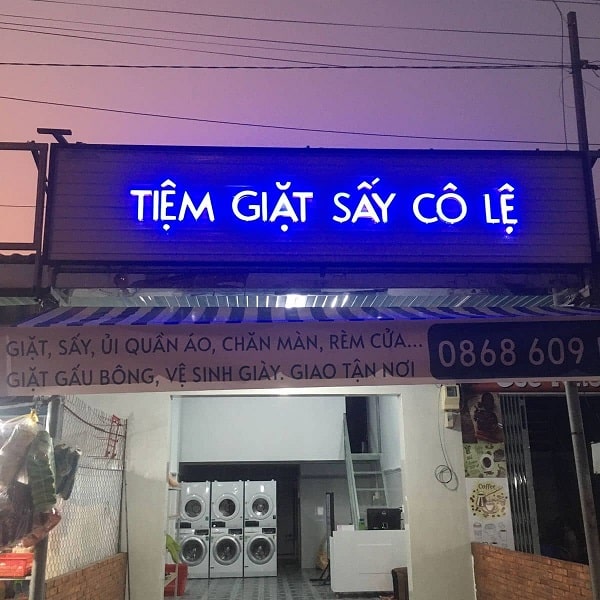 TIỆM GIẶT SẤY CÔ LỆ
GIẶT, SẤY, ỦI QUẦN ÁO, CHĂN MÀN, RÈM CỬA...
GIẶT GẤU BÔNG, VỆ SINH GIÀY. GIAO TẬN NƠI
0868 609
Coffee